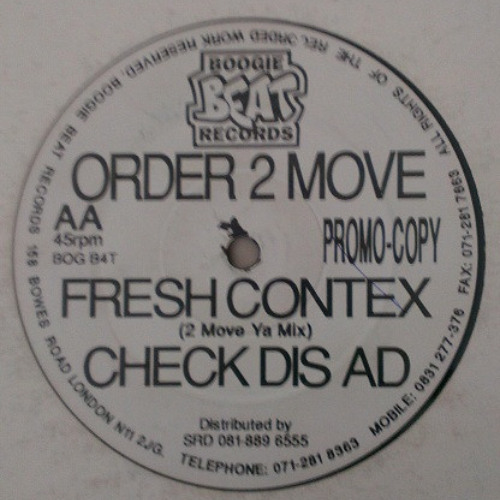 BOOGIE
BEAT
RECORDS
ORDER 2 MOVE
AA
45rpm
BOG B4T
PROMO-COPY
FRESH CONTEX
(2 Move Ya Mix)
CHECK DIS AD
Distributed by
SRD 081-889 6555
ALL RIGHTS OF THE RECORDED WORK RESERVED. BOOGIE BEAT RECORDS 158 BOWES ROAD LONDON N11 2JG. TELEPHONE: 071-281 8363 MOBILE: 0831 277-376 FAX: 071-281 7663